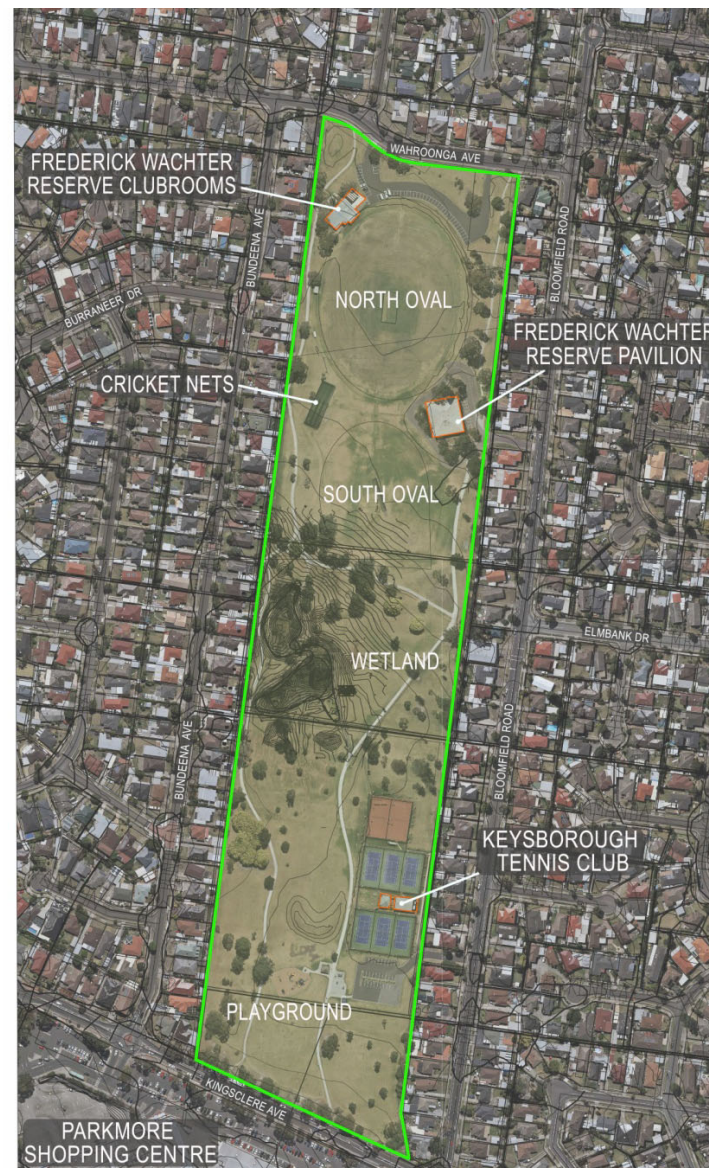 WAHROONGA AVE
FREDERICK WACHTER
RESERVE CLUBROOMS
BUNDEENA AVE
BLOOMFIELD ROAD
NORTH OVAL
BURRANEER DR
FREDERICK WACHTER
RESERVE PAVILION
CRICKET NETS
SOUTH OVAL
ELMBANK DR
WETLAND
BUNDEENA AVE
BLOOMFIELD ROAD
KEYSBOROUGH
TENNIS CLUB
PLAYGROUND
KINGSCLERE AVE
PARKMORE
SHOPPING CENTRE